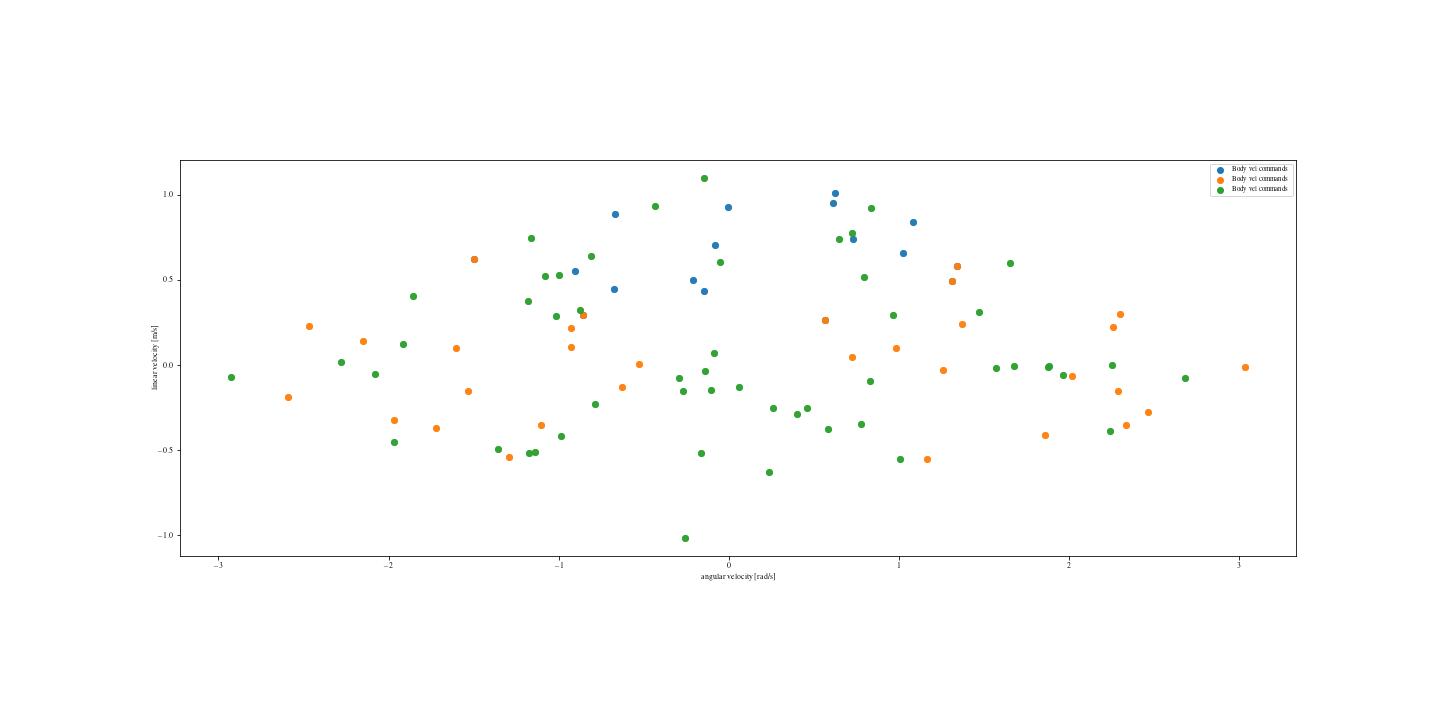 Body vel commands
Body vel commands
Body vel commands
1.0
0.5
0.0
−0.5
−1.0
linear velocity [m/s]
−3
−2
−1
0
1
2
3
angular velocity [rad/s]